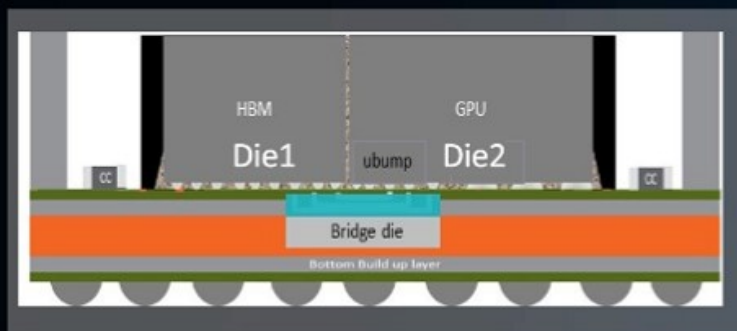 HBM
GPU
Die1
ubump
Die2
CC
CC
Bridge die
Bottom Build up layer